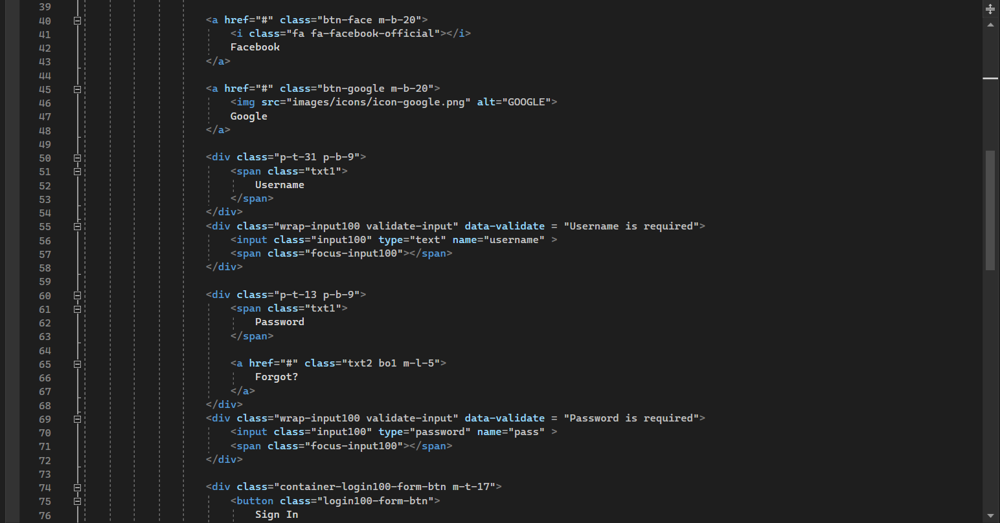 39
40 <a href="#" class="btn-face m-b-20">
41 <i class="fa fa-facebook-official"></i>
42 Facebook
43 </a>
44
45 <a href="#" class="btn-google m-b-20">
46 <img src="images/icons/icon-google.png" alt="GOOGLE">
47 Google
48 </a>
49
50 <div class="p-t-31 p-b-9">
51 <span class="txt1">
52 Username
53 </span>
54 </div>
55 <div class="wrap-input100 validate-input" data-validate = "Username is required">
56 <input class="input100" type="text" name="username" >
57 <span class="focus-input100"></span>
58 </div>
59
60 <div class="p-t-13 p-b-9">
61 <span class="txt1">
62 Password
63 </span>
64
65 <a href="#" class="txt2 bo1 m-l-5">
66 Forgot?
67 </a>
68 </div>
69 <div class="wrap-input100 validate-input" data-validate = "Password is required">
70 <input class="input100" type="password" name="pass" >
71 <span class="focus-input100"></span>
72 </div>
73
74 <div class="container-login100-form-btn m-t-17">
75 <button class="login100-form-btn">
76 Sign In